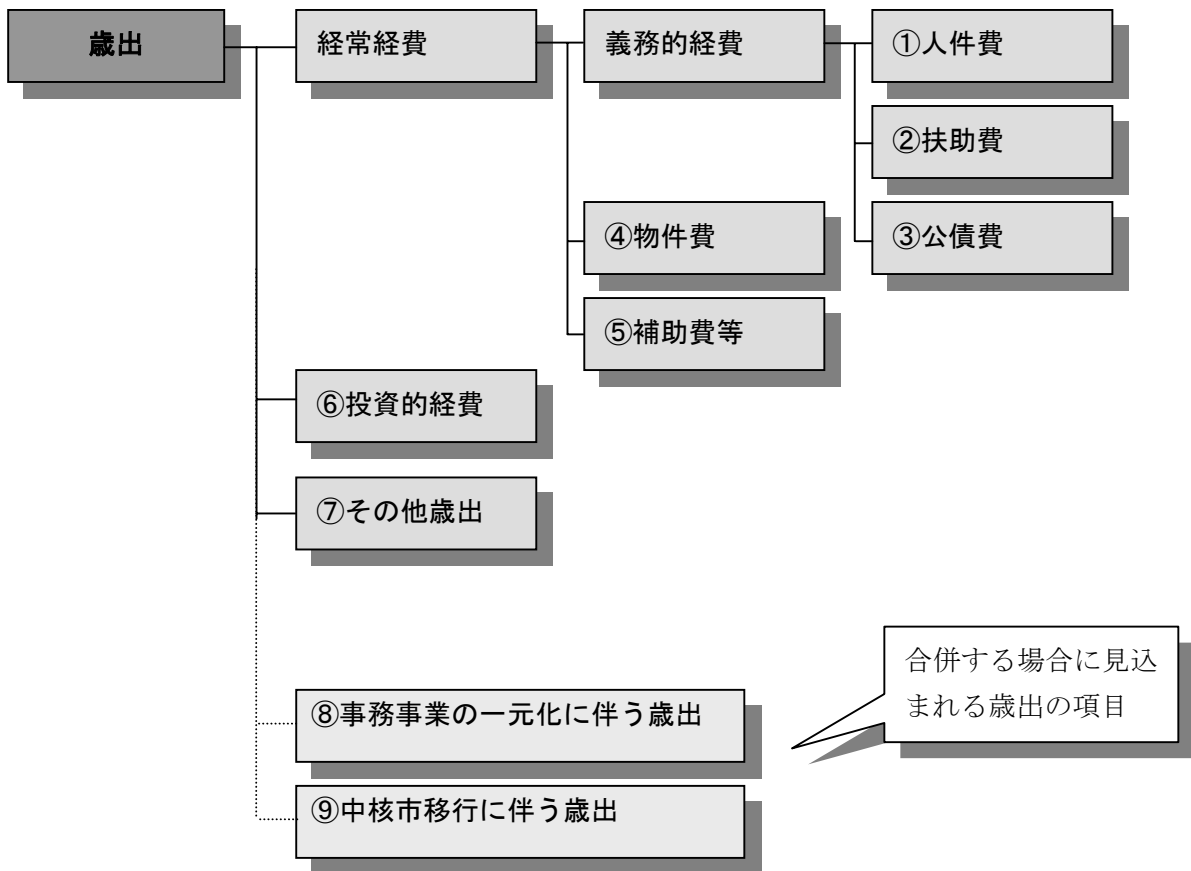 歳出
経常経費
義務的経費
①人件費
②扶助費
③公債費
④物件費
⑤補助費等
⑥投資的経費
⑦その他歳出
合併する場合に見込
まれる歳出の項目
⑧事務事業の一元化に伴う歳出
⑨中核市移行に伴う歳出